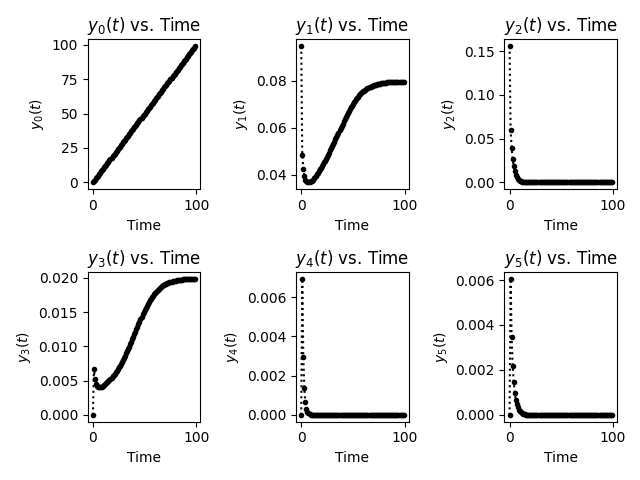 y₀(t) vs. Time
100
75
50
25
0
y₀(t)
0
100
Time
y₁(t) vs. Time
0.08
0.06
0.04
y₁(t)
0
100
Time
y₂(t) vs. Time
0.15
0.10
0.05
0.00
y₂(t)
0
100
Time
y₃(t) vs. Time
0.020
0.015
0.010
0.005
0.000
y₃(t)
0
100
Time
y₄(t) vs. Time
0.006
0.004
0.002
0.000
y₄(t)
0
100
Time
y₅(t) vs. Time
0.006
0.004
0.002
0.000
y₅(t)
0
100
Time